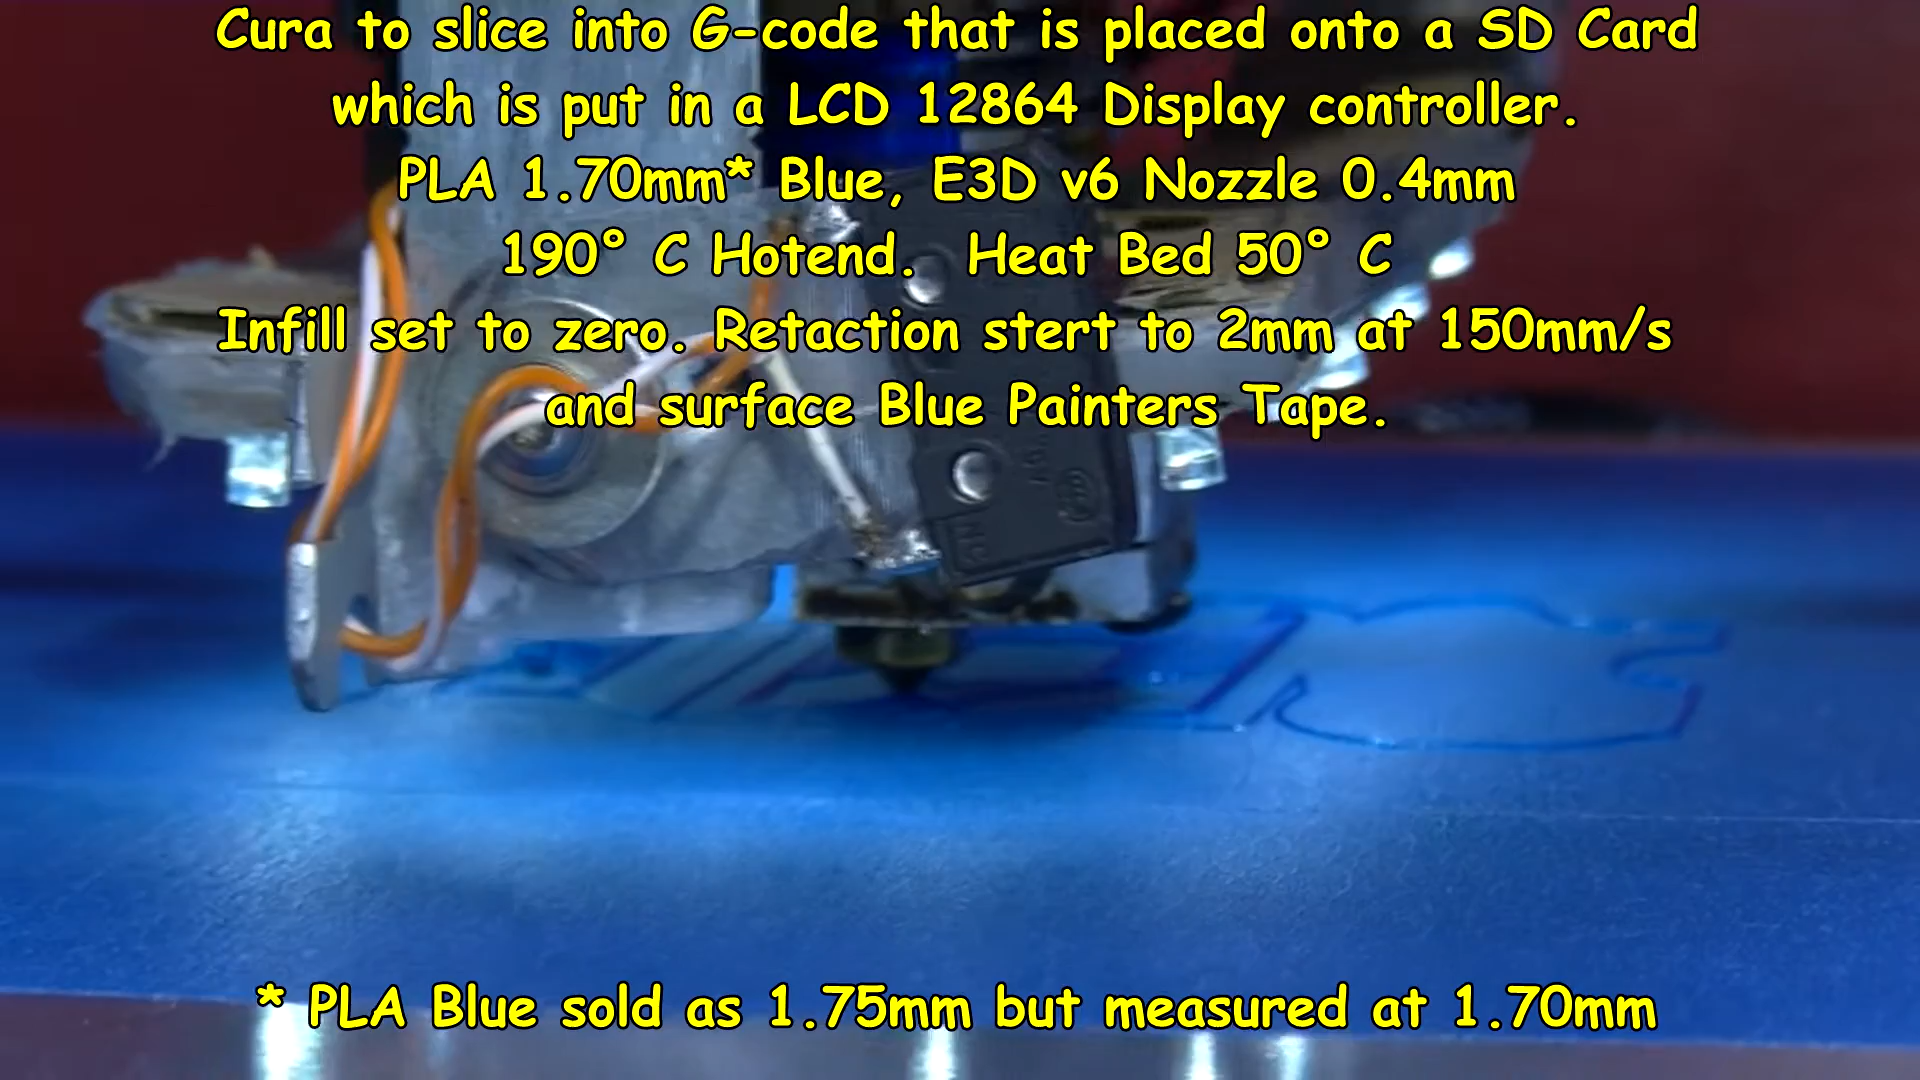 Cura to slice into G-code that is placed onto a SD Card
which is put in a LCD 12864 Display controller.
PLA 1.70mm* Blue, E3D v6 Nozzle 0.4mm
190° C Hotend.  Heat Bed 50° C
Infill set to zero. Retaction stert to 2mm at 150mm/s
and surface Blue Painters Tape.
* PLA Blue sold as 1.75mm but measured at 1.70mm